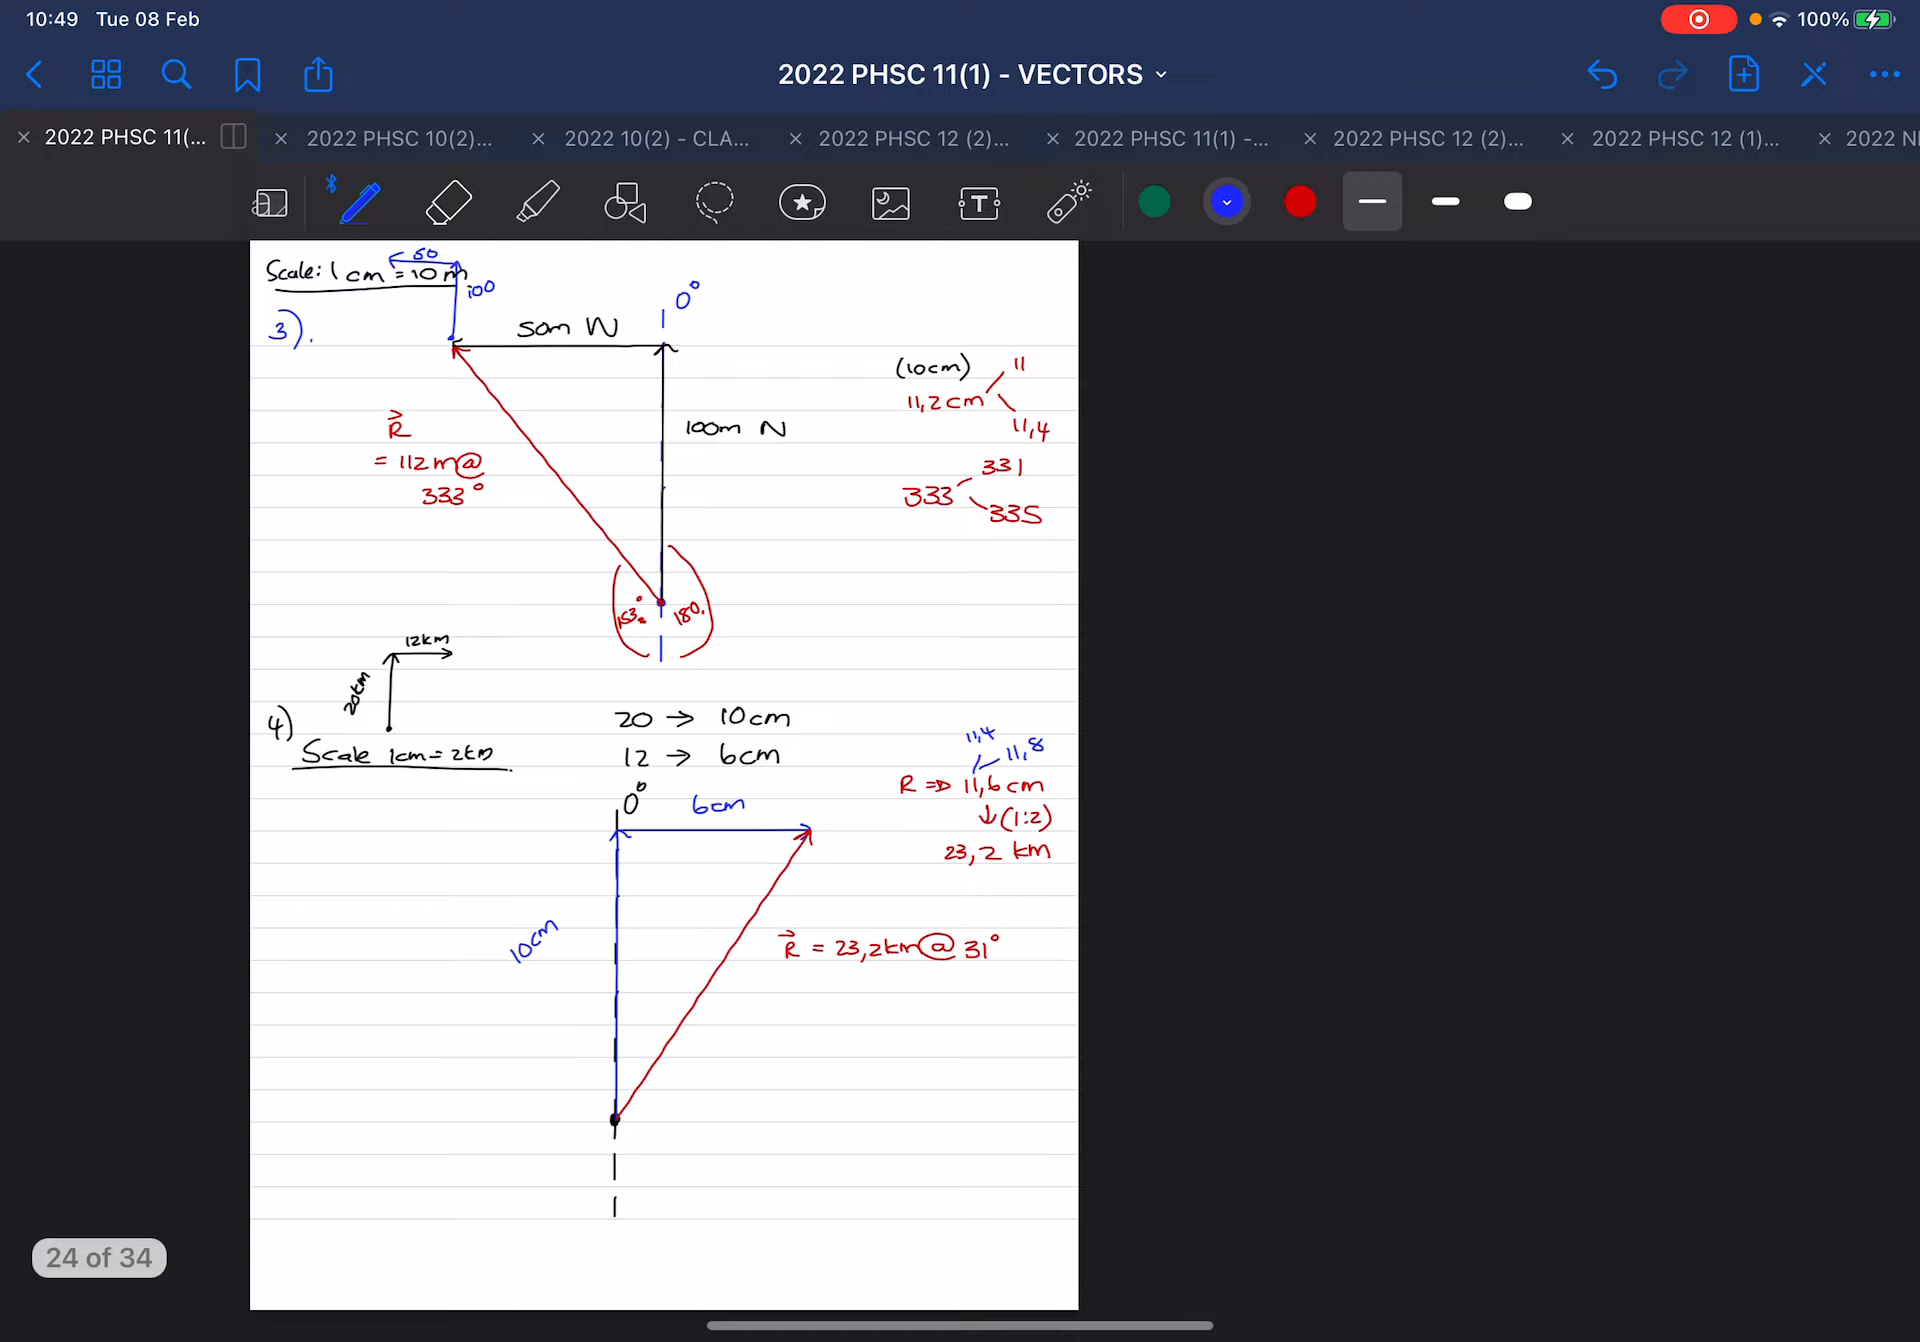 10:49 Tue 08 Feb
100%
2022 PHSC 11(1) - VECTORS
2022 PHSC 11(...
2022 PHSC 10(2)...
2022 10(2) - CLA...
2022 PHSC 12 (2)...
2022 PHSC 11(1) -...
2022 PHSC 12 (2)...
2022 PHSC 12 (1)...
2022 N
T
50
Scale: 1 cm = 10 m
100
0°
3).
50m W
(10cm)
11
11,2cm
11,4
R
100m N
= 112m@
333°
331
333
335
153°
180.
12km
20km
4)
20 → 10cm
Scale 1cm = 2km
12 → 6cm
11,4
11,8
R ⇒ 11,6cm
0°
6cm
↓(1:2)
23,2 km
10cm
R = 23,2km@ 31°
24 of 34